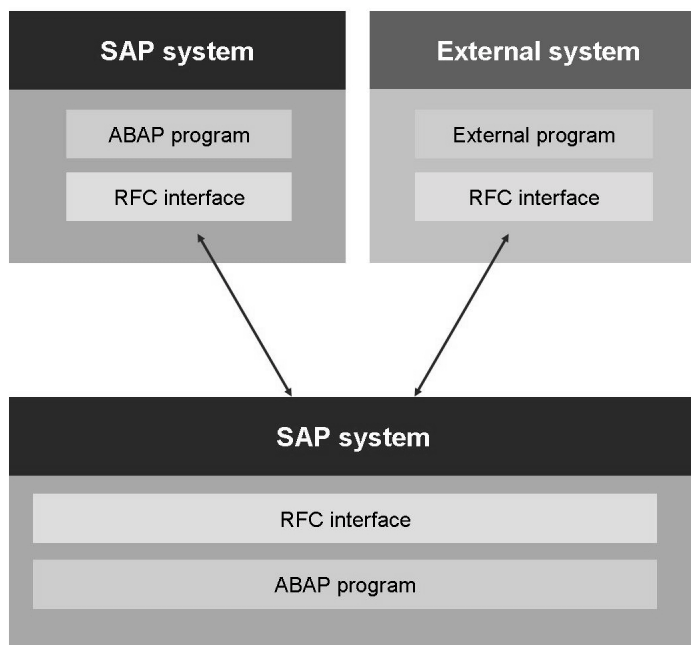 SAP system
ABAP program
RFC interface
External system
External program
RFC interface
SAP system
RFC interface
ABAP program